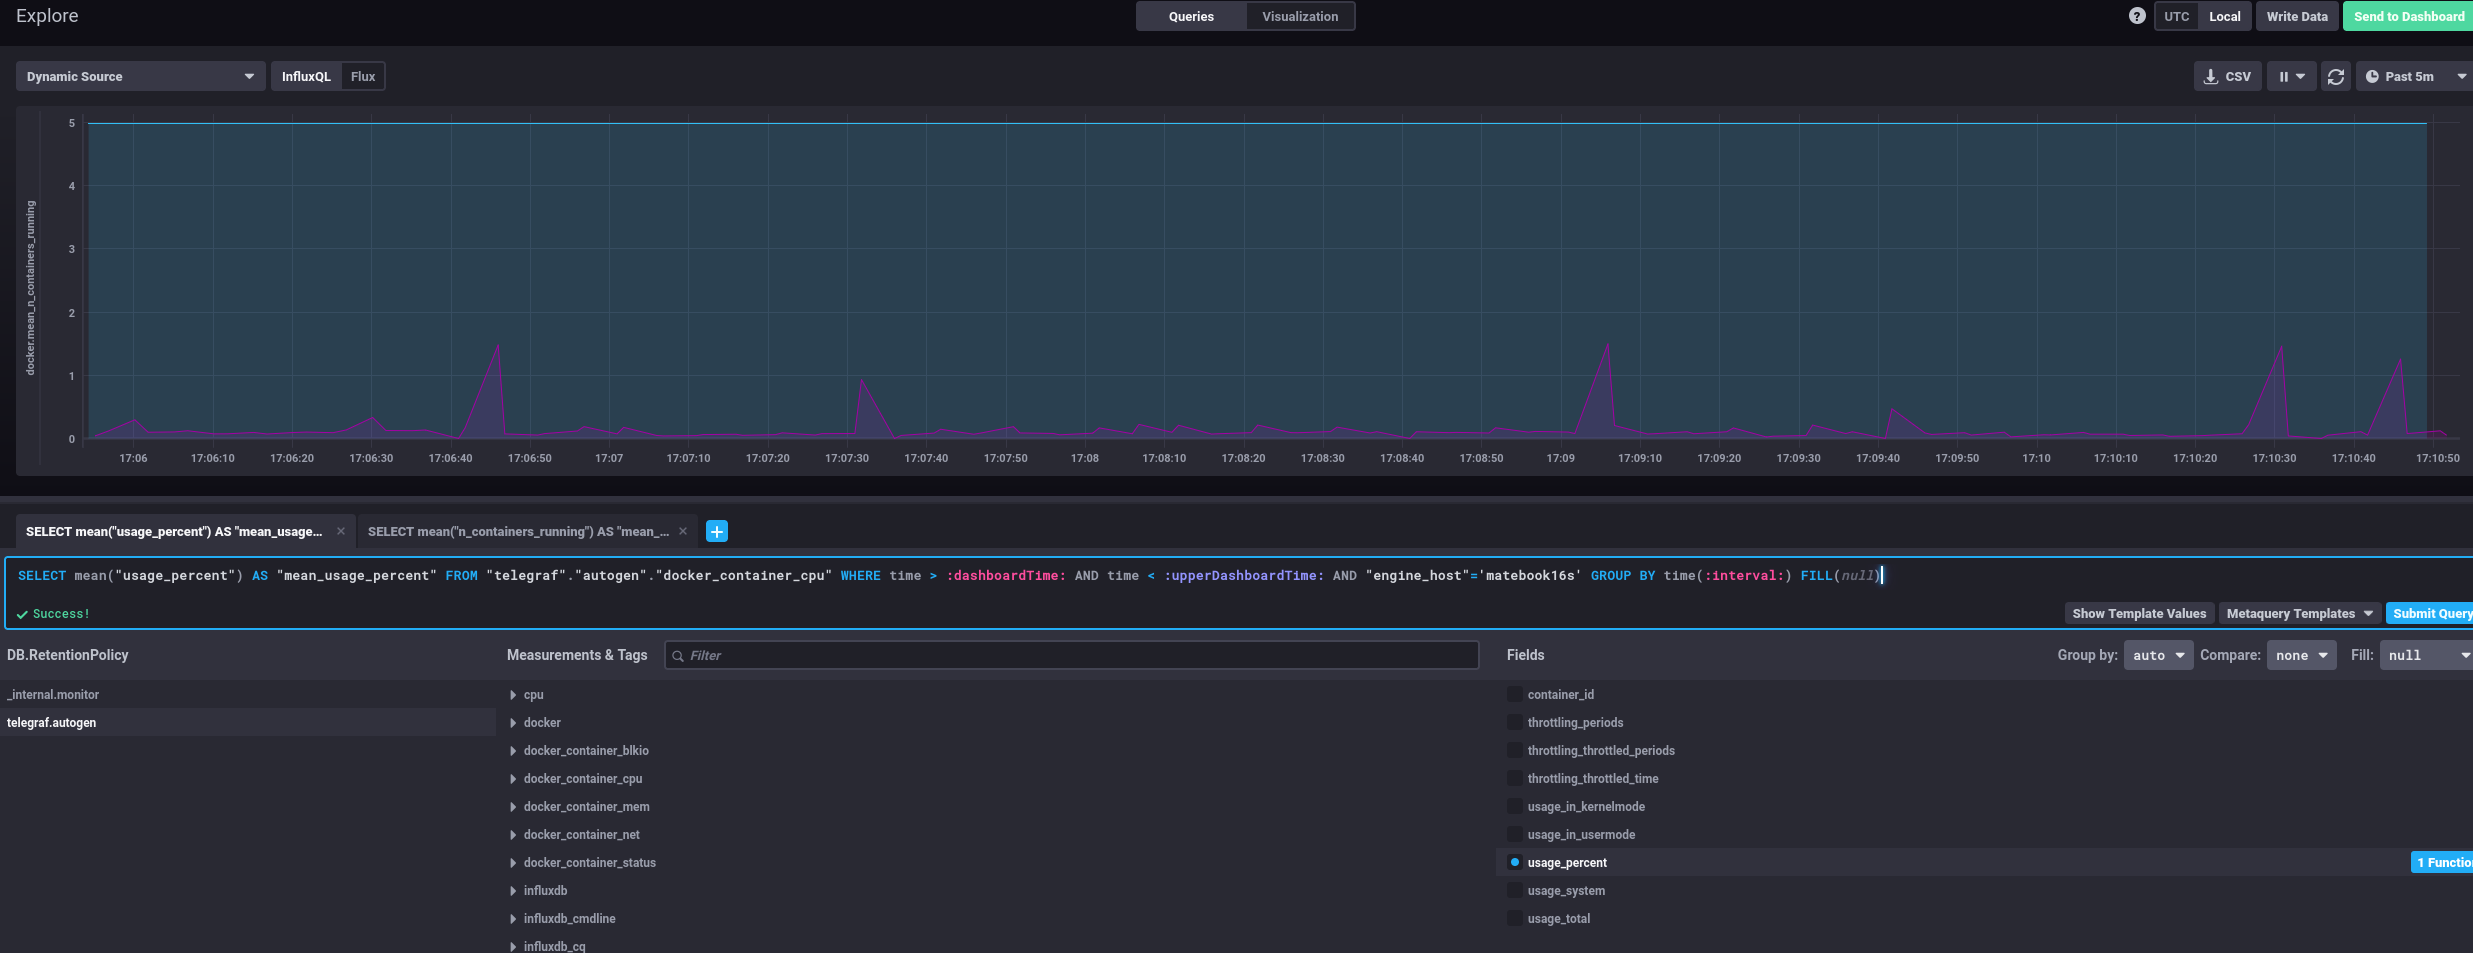 Explore
Queries Visualization
? UTC Local Write Data Send to Dashboard
Dynamic Source InfluxQL Flux
CSV Past 5m
docker.mean_n_containers_running
5
4
3
2
1
0
17:06 17:06:10 17:06:20 17:06:30 17:06:40 17:06:50 17:07 17:07:10 17:07:20 17:07:30 17:07:40 17:07:50 17:08 17:08:10 17:08:20 17:08:30 17:08:40 17:08:50 17:09 17:09:10 17:09:20 17:09:30 17:09:40 17:09:50 17:10 17:10:10 17:10:20 17:10:30 17:10:40 17:10:50
SELECT mean("usage_percent") AS "mean_usage... × SELECT mean("n_containers_running") AS "mean_... × +
SELECT mean("usage_percent") AS "mean_usage_percent" FROM "telegraf"."autogen"."docker_container_cpu" WHERE time > :dashboardTime: AND time < :upperDashboardTime: AND "engine_host"='matebook16s' GROUP BY time(:interval:) FILL(null)
Success!
Show Template Values Metaquery Templates Submit Query
DB.RetentionPolicy Measurements & Tags Filter Fields Group by: auto Compare: none Fill: null
_internal.monitor cpu container_id
telegraf.autogen docker throttling_periods
docker_container_blkio throttling_throttled_periods
docker_container_cpu throttling_throttled_time
docker_container_mem usage_in_kernelmode
docker_container_net usage_in_usermode
docker_container_status usage_percent 1 Functio
influxdb usage_system
influxdb_cmdline usage_total
influxdb_cq